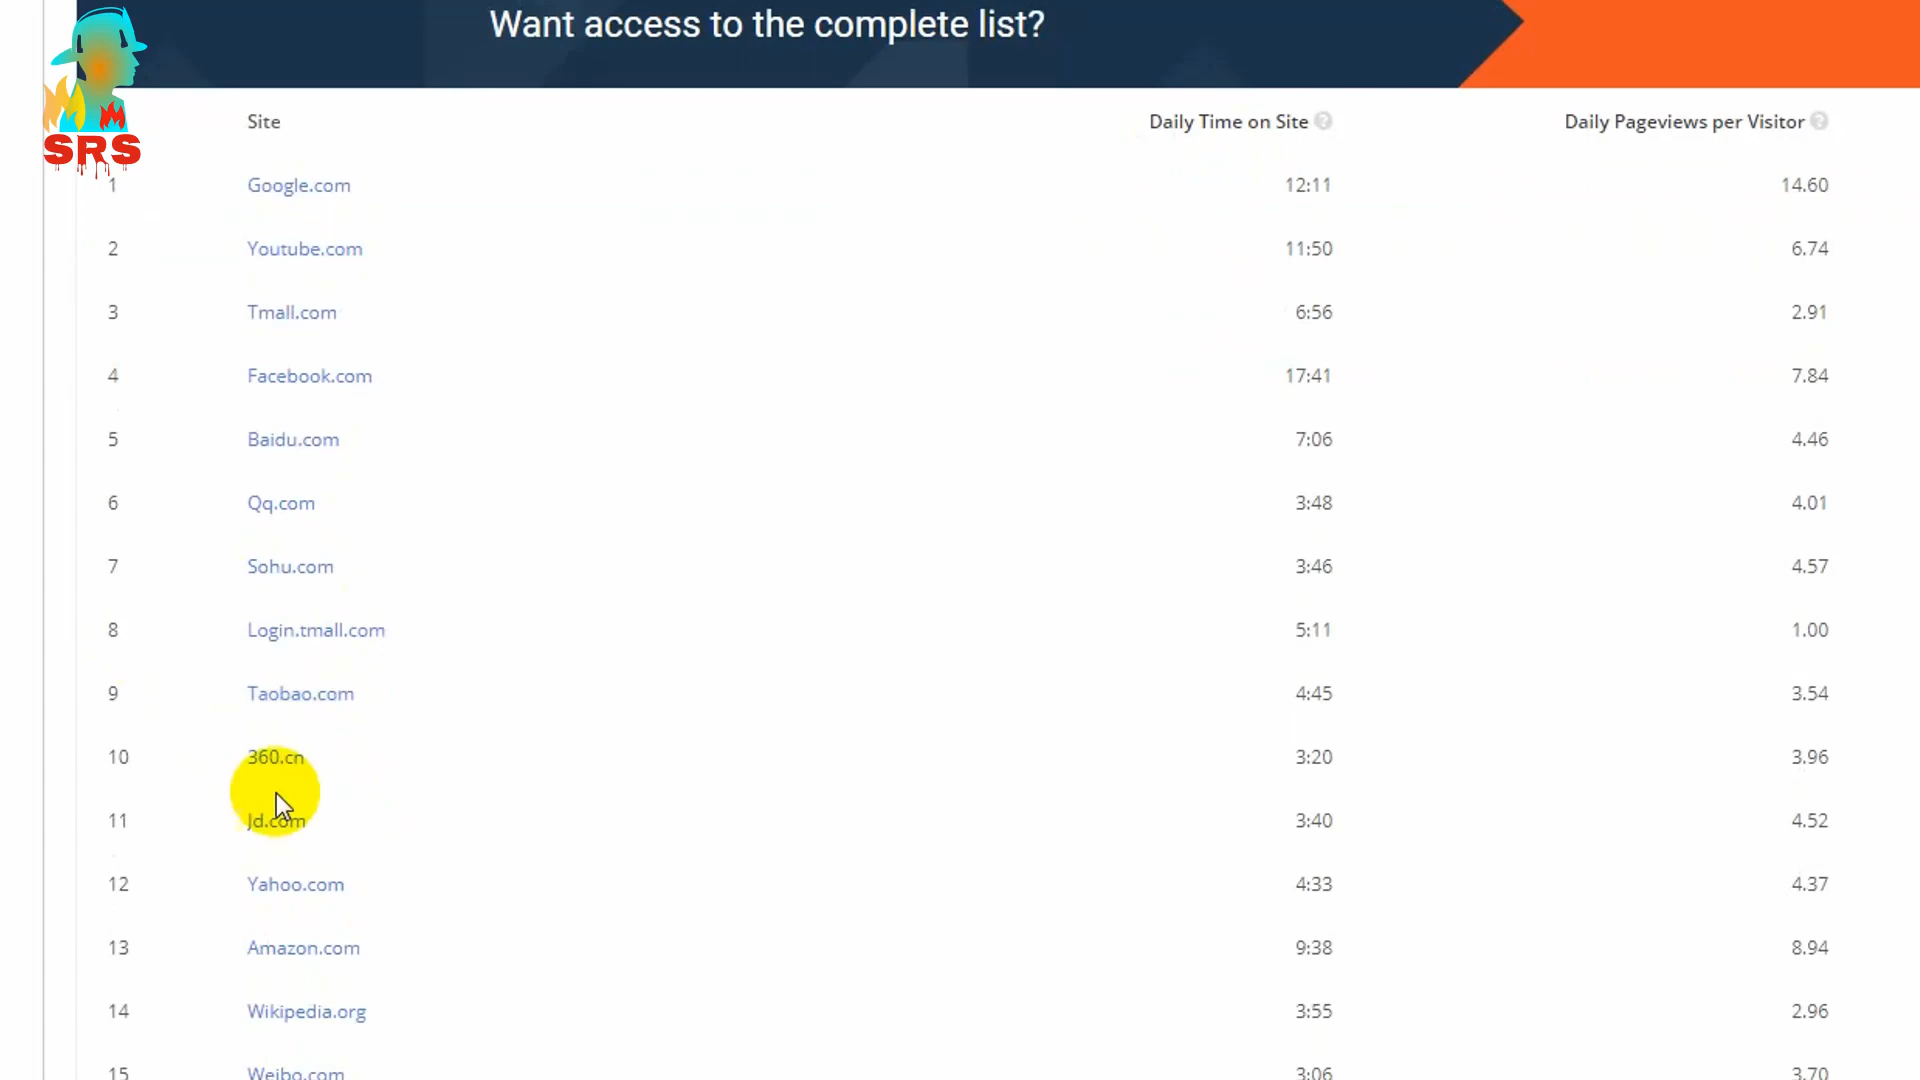 Want access to the complete list?
SRS
Site Daily Time on Site Daily Pageviews per Visitor
1 Google.com 12:11 14.60
2 Youtube.com 11:50 6.74
3 Tmall.com 6:56 2.91
4 Facebook.com 17:41 7.84
5 Baidu.com 7:06 4.46
6 Qq.com 3:48 4.01
7 Sohu.com 3:46 4.57
8 Login.tmall.com 5:11 1.00
9 Taobao.com 4:45 3.54
10 360.cn 3:20 3.96
11 Jd.com 3:40 4.52
12 Yahoo.com 4:33 4.37
13 Amazon.com 9:38 8.94
14 Wikipedia.org 3:55 2.96
15 Weibo.com 3:06 3.70